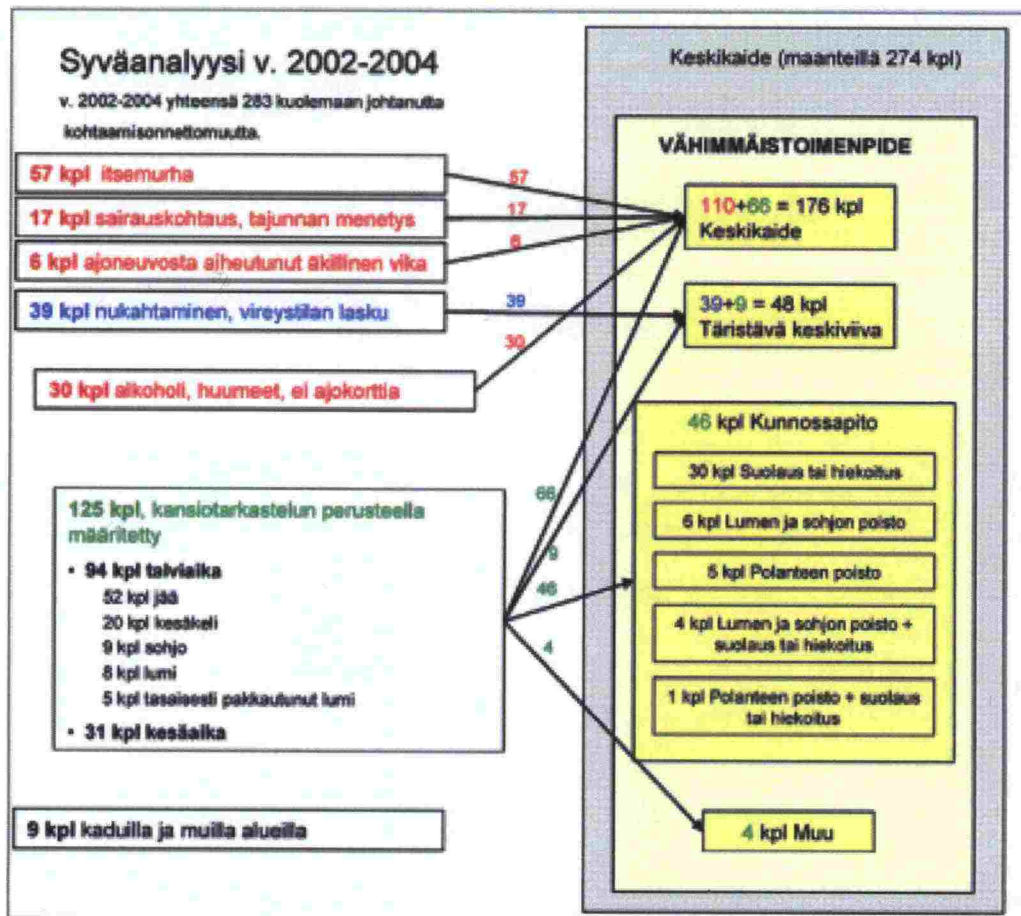 Syväanalyysi v. 2002-2004
v. 2002-2004 yhteensä 283 kuolemaan johtanutta
kohtaamisonnettomuutta.
57 kpl itsemurha
17 kpl sairauskohtaus, tajunnan menetys
6 kpl ajoneuvosta aiheutunut äkillinen vika
39 kpl nukahtaminen, vireystilan lasku
30 kpl alkoholi, huumeet, ei ajokorttia
125 kpl, kansiotarkastelun perusteella
määritetty
• 94 kpl talviaika
52 kpl jää
20 kpl kesäkeli
9 kpl sohjo
8 kpl lumi
5 kpl tasaisesti pakkautunut lumi
• 31 kpl kesäaika
9 kpl kaduilla ja muilla alueilla
57
17
6
39
30
66
9
46
4
Keskikaide (maanteillä 274 kpl)
VÄHIMMÄISTOIMENPIDE
110+66 = 176 kpl
Keskikaide
39+9 = 48 kpl
Täristävä keskiviiva
46 kpl Kunnossapito
30 kpl Suolaus tai hiekoitus
6 kpl Lumen ja sohjon poisto
5 kpl Polanteen poisto
4 kpl Lumen ja sohjon poisto +
suolaus tai hiekoitus
1 kpl Polanteen poisto + suolaus
tai hiekoitus
4 kpl Muu